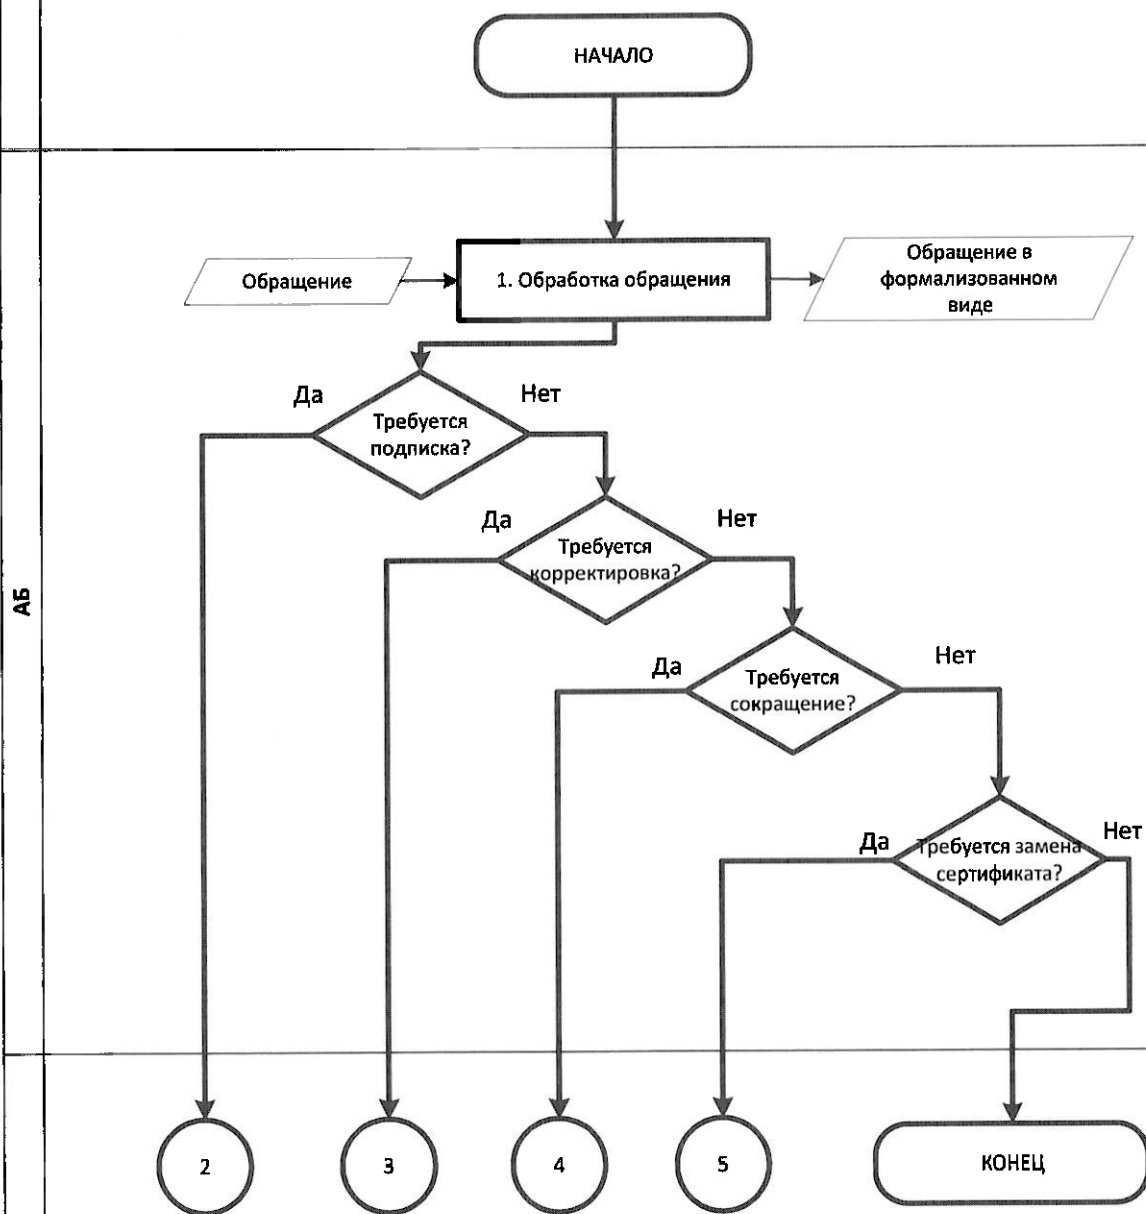 НАЧАЛО
АБ
Обращение
1. Обработка обращения
Обращение в
формализованном
виде
Да
Нет
Требуется
подписка?
Да
Нет
Требуется
корректировка?
Да
Нет
Требуется
сокращение?
Да
Нет
Требуется замена
сертификата?
2
3
4
5
КОНЕЦ